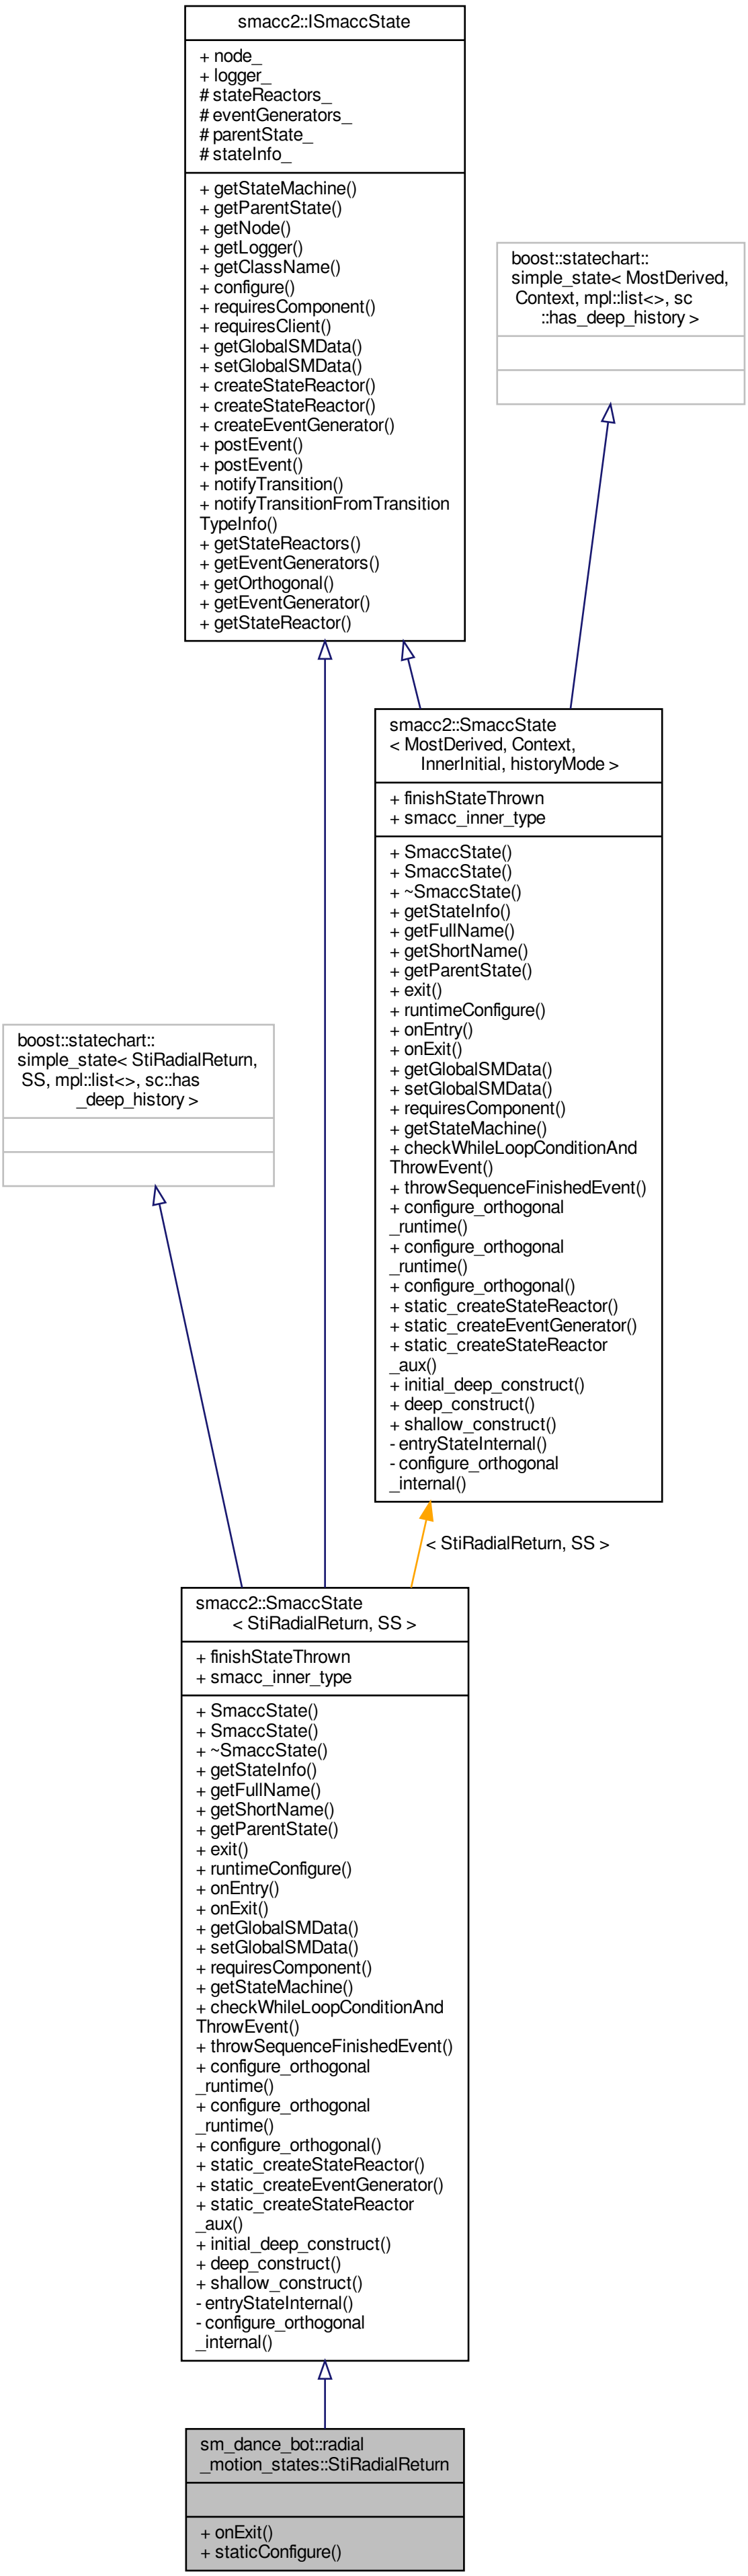 smacc2::ISmaccState
+ node_
+ logger_
# stateReactors_
# eventGenerators_
# parentState_
# stateInfo_
+ getStateMachine()
+ getParentState()
+ getNode()
+ getLogger()
+ getClassName()
+ configure()
+ requiresComponent()
+ requiresClient()
+ getGlobalSMData()
+ setGlobalSMData()
+ createStateReactor()
+ createStateReactor()
+ createEventGenerator()
+ postEvent()
+ postEvent()
+ notifyTransition()
+ notifyTransitionFromTransition
TypeInfo()
+ getStateReactors()
+ getEventGenerators()
+ getOrthogonal()
+ getEventGenerator()
+ getStateReactor()
boost::statechart::
simple_state< MostDerived,
Context, mpl::list<>, sc
::has_deep_history >
smacc2::SmaccState
< MostDerived, Context,
InnerInitial, historyMode >
+ finishStateThrown
+ smacc_inner_type
+ SmaccState()
+ SmaccState()
+ ~SmaccState()
+ getStateInfo()
+ getFullName()
+ getShortName()
+ getParentState()
+ exit()
+ runtimeConfigure()
+ onEntry()
+ onExit()
+ getGlobalSMData()
+ setGlobalSMData()
+ requiresComponent()
+ getStateMachine()
+ checkWhileLoopConditionAnd
ThrowEvent()
+ throwSequenceFinishedEvent()
+ configure_orthogonal
_runtime()
+ configure_orthogonal
_runtime()
+ configure_orthogonal()
+ static_createStateReactor()
+ static_createEventGenerator()
+ static_createStateReactor
_aux()
+ initial_deep_construct()
+ deep_construct()
+ shallow_construct()
- entryStateInternal()
- configure_orthogonal
_internal()
boost::statechart::
simple_state< StiRadialReturn,
SS, mpl::list<>, sc::has
_deep_history >
< StiRadialReturn, SS >
smacc2::SmaccState
< StiRadialReturn, SS >
+ finishStateThrown
+ smacc_inner_type
+ SmaccState()
+ SmaccState()
+ ~SmaccState()
+ getStateInfo()
+ getFullName()
+ getShortName()
+ getParentState()
+ exit()
+ runtimeConfigure()
+ onEntry()
+ onExit()
+ getGlobalSMData()
+ setGlobalSMData()
+ requiresComponent()
+ getStateMachine()
+ checkWhileLoopConditionAnd
ThrowEvent()
+ throwSequenceFinishedEvent()
+ configure_orthogonal
_runtime()
+ configure_orthogonal
_runtime()
+ configure_orthogonal()
+ static_createStateReactor()
+ static_createEventGenerator()
+ static_createStateReactor
_aux()
+ initial_deep_construct()
+ deep_construct()
+ shallow_construct()
- entryStateInternal()
- configure_orthogonal
_internal()
sm_dance_bot::radial
_motion_states::StiRadialReturn
+ onExit()
+ staticConfigure()